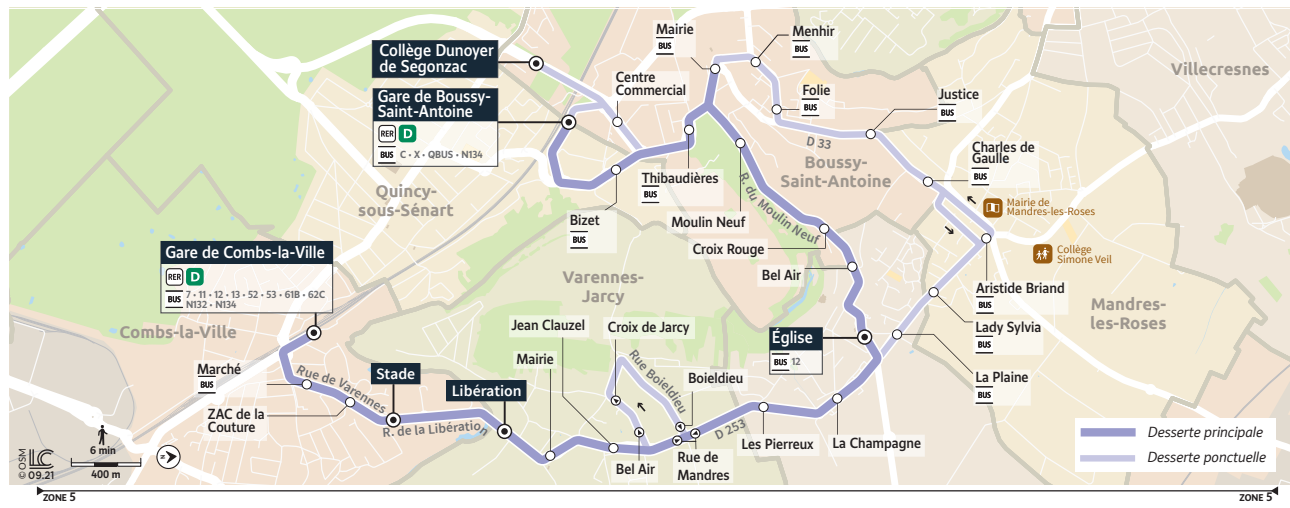 Collège Dunoyer
de Segonzac
Gare de Boussy-
Saint-Antoine
RER D
BUS C • X • QBUS • N134
Centre
Commercial
Mairie
BUS
Menhir
BUS
Folie
BUS
Justice
BUS
Villecresnes
D 33
Charles de
Gaulle
BUS
Boussy-
Saint-Antoine
Thibaudières
BUS
Quincy-
sous-Sénart
Bizet
BUS
Moulin Neuf
R. du Moulin Neuf
Croix Rouge
Bel Air
Mairie de
Mandres-les-Roses
Collège
Simone Veil
Aristide Briand
BUS
Mandres-
les-Roses
Lady Sylvia
BUS
La Plaine
BUS
Gare de Combs-la-Ville
RER D
BUS 7 • 11 • 12 • 13 • 52 • 53 • 61B • 62C
N132 • N134
Combs-la-Ville
Varennes-
Jarcy
Église
BUS 12
Jean Clauzel
Croix de Jarcy
Mairie
Rue Boieldieu
Boieldieu
Marché
BUS
Rue de Varennes
Stade
Libération
ZAC de la
Couture
R. de la Libération
D 253
Bel Air
Rue de
Mandres
Les Pierreux
La Champagne
Desserte principale
Desserte ponctuelle
6 min
400 m
N
© OSM
LC
09.21
ZONE 5
ZONE 5